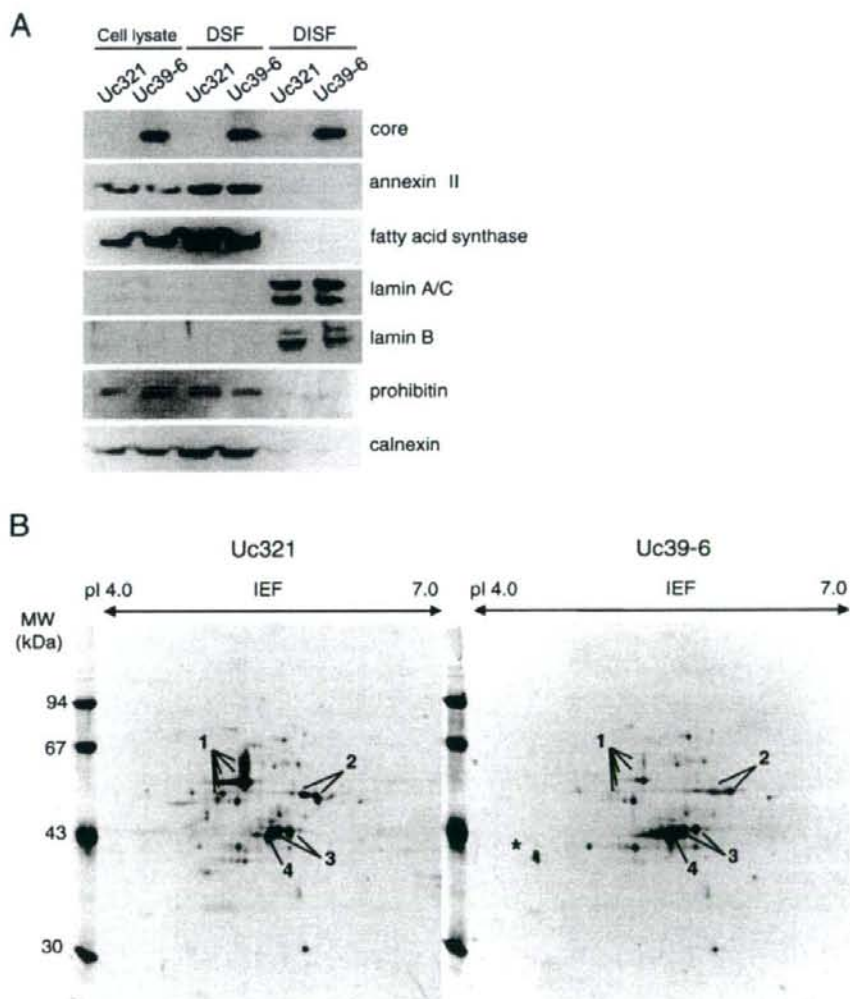 A
Cell lysate DSF DISF
Uc321 Uc39-6 Uc321 Uc39-6 Uc321 Uc39-6
core
annexin II
fatty acid synthase
lamin A/C
lamin B
prohibitin
calnexin
B
Uc321 Uc39-6
pI 4.0 IEF 7.0 pI 4.0 IEF 7.0
MW
(kDa)
94
67
43
30
1 2 3 4
1 2 3 4 *